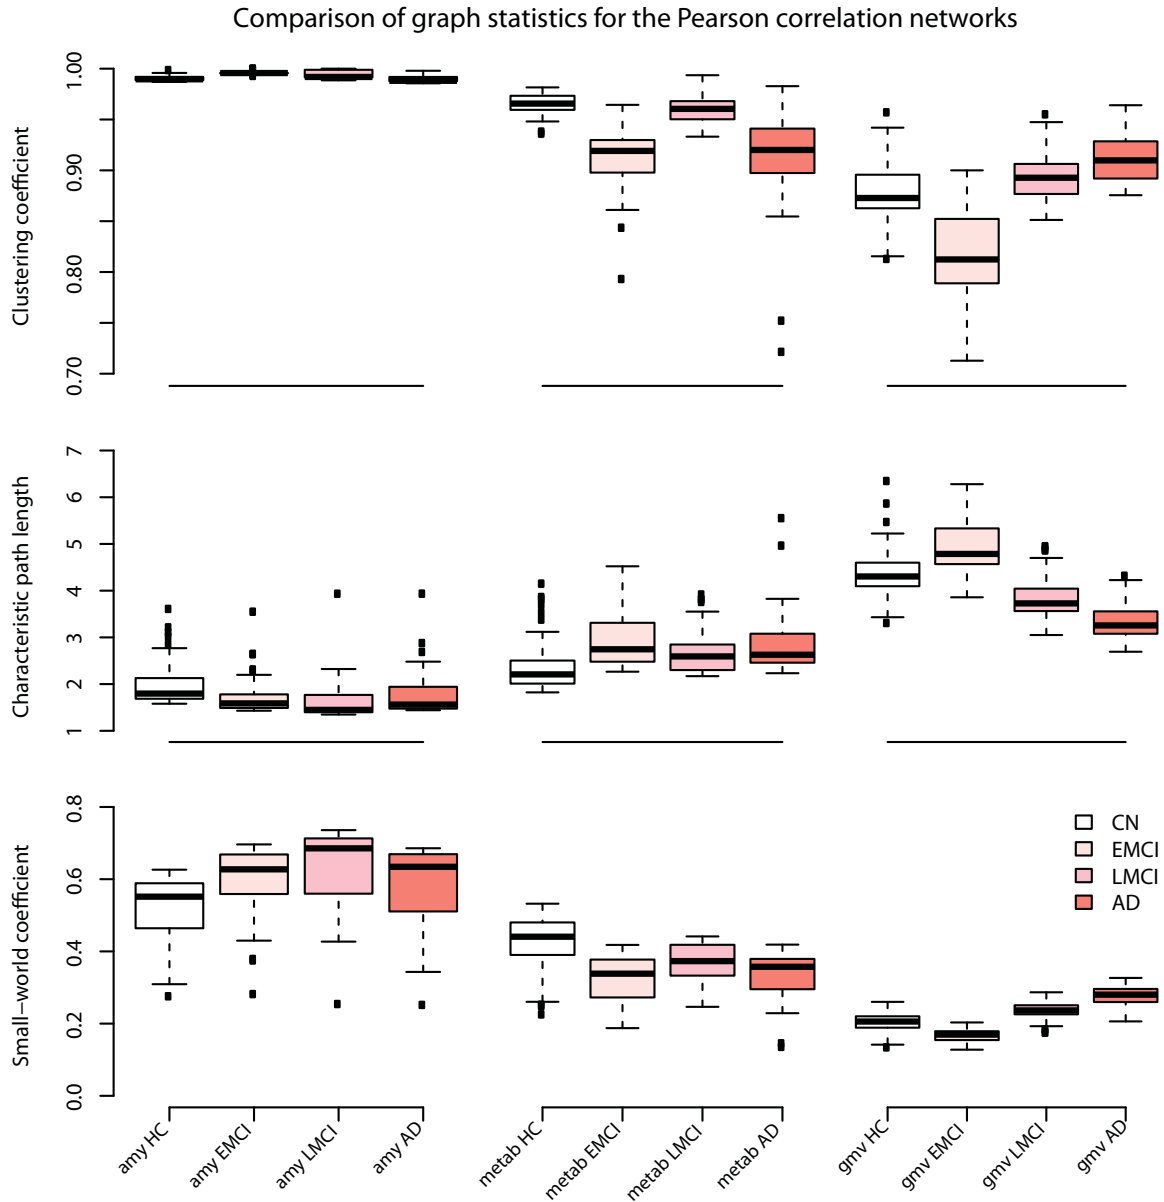 Comparison of graph statistics for the Pearson correlation networks
Clustering coefficient
1.00
0.90
0.80
0.70
Characteristic path length
7
6
5
4
3
2
1
Small−world coefficient
0.8
0.6
0.4
0.2
0.0
CN
EMCI
LMCI
AD
amy HC
amy EMCI
amy LMCI
amy AD
metab HC
metab EMCI
metab LMCI
metab AD
gmv HC
gmv EMCI
gmv LMCI
gmv AD